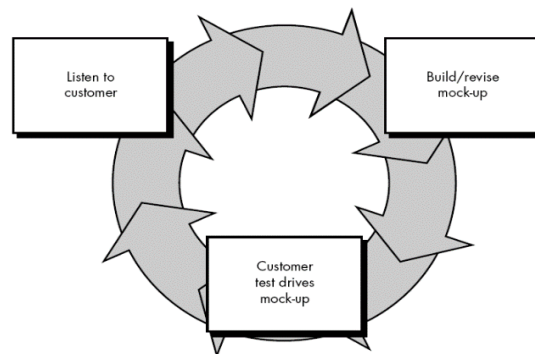 Listen to
customer
Build/revise
mock-up
Customer
test drives
mock-up